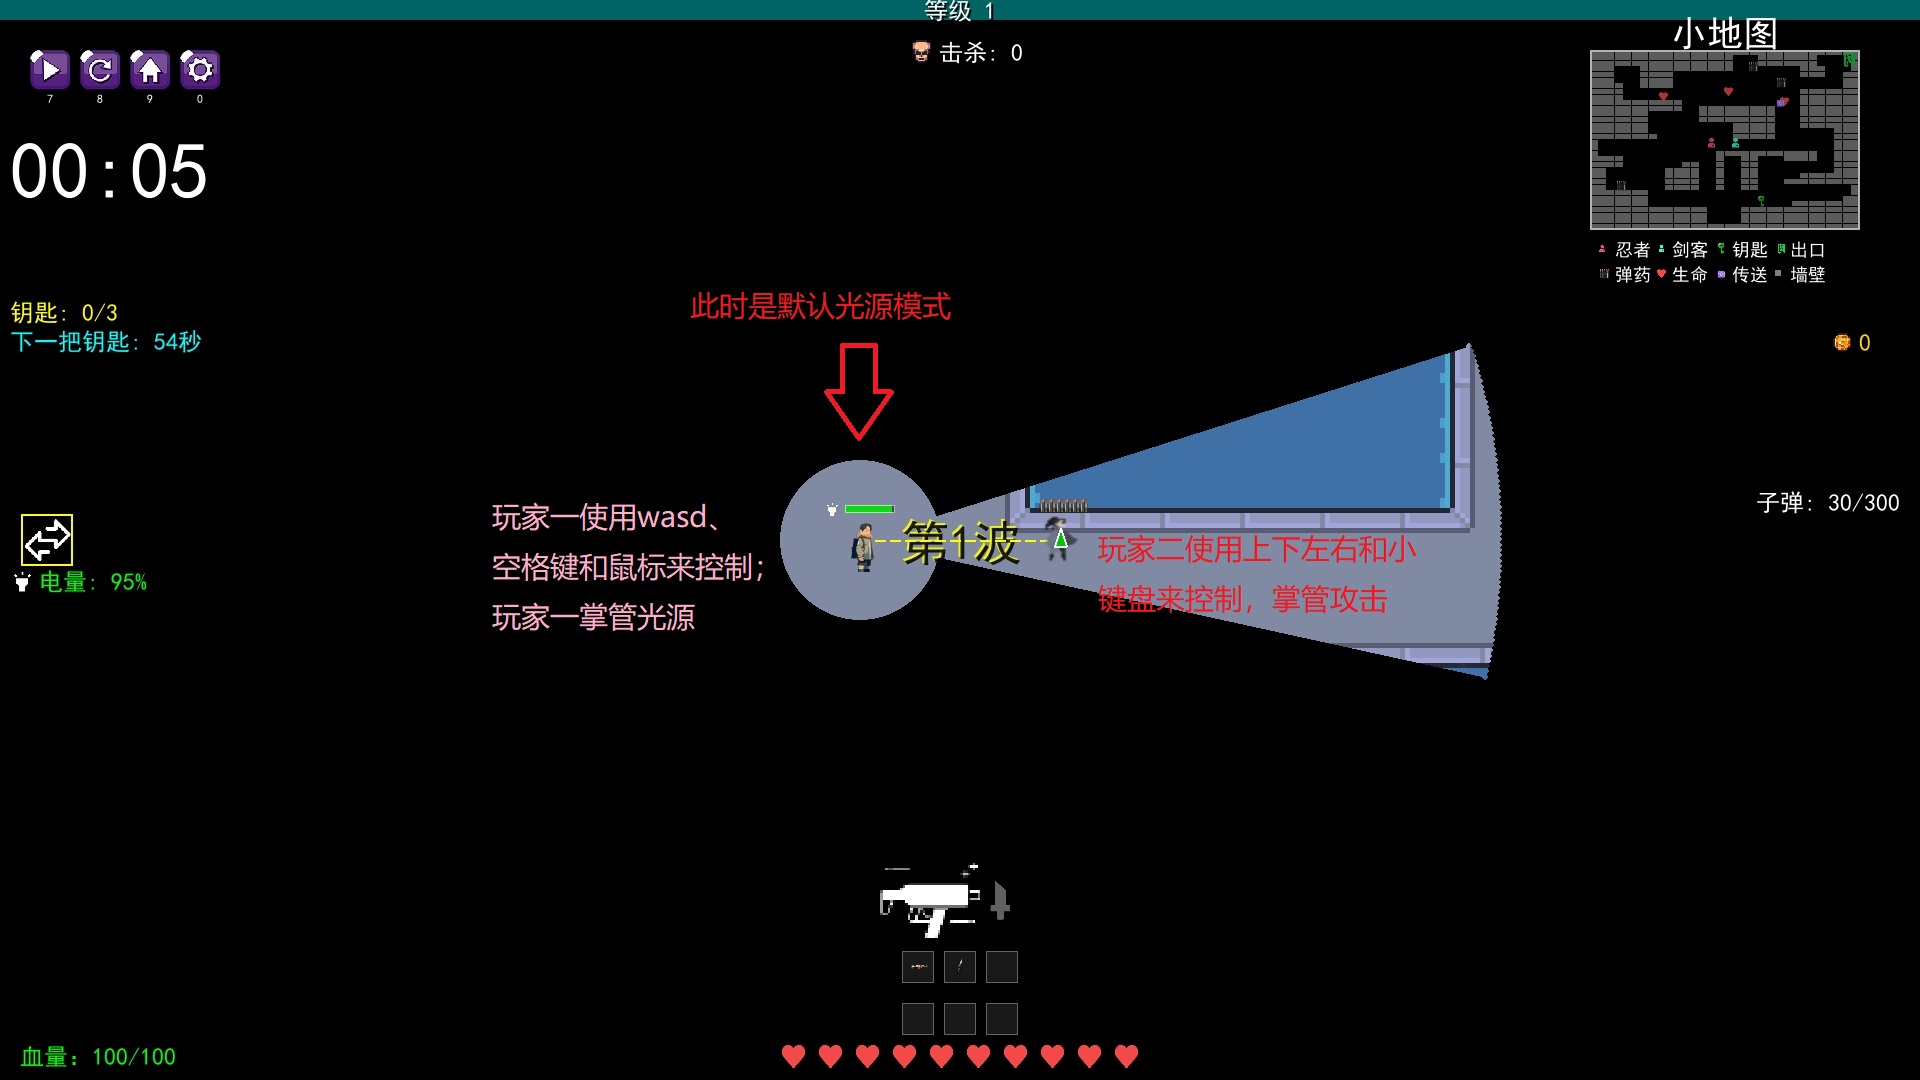 等级 1
击杀: 0
小地图
7 8 9 0
00:05
忍者 剑客 钥匙 出口
弹药 生命 传送 墙壁
钥匙: 0/3
下一把钥匙: 54秒
此时是默认光源模式
0
子弹: 30/300
玩家一使用wasd、
空格键和鼠标来控制;
玩家一掌管光源
第1波
玩家二使用上下左右和小
键盘来控制，掌管攻击
电量: 95%
血量: 100/100